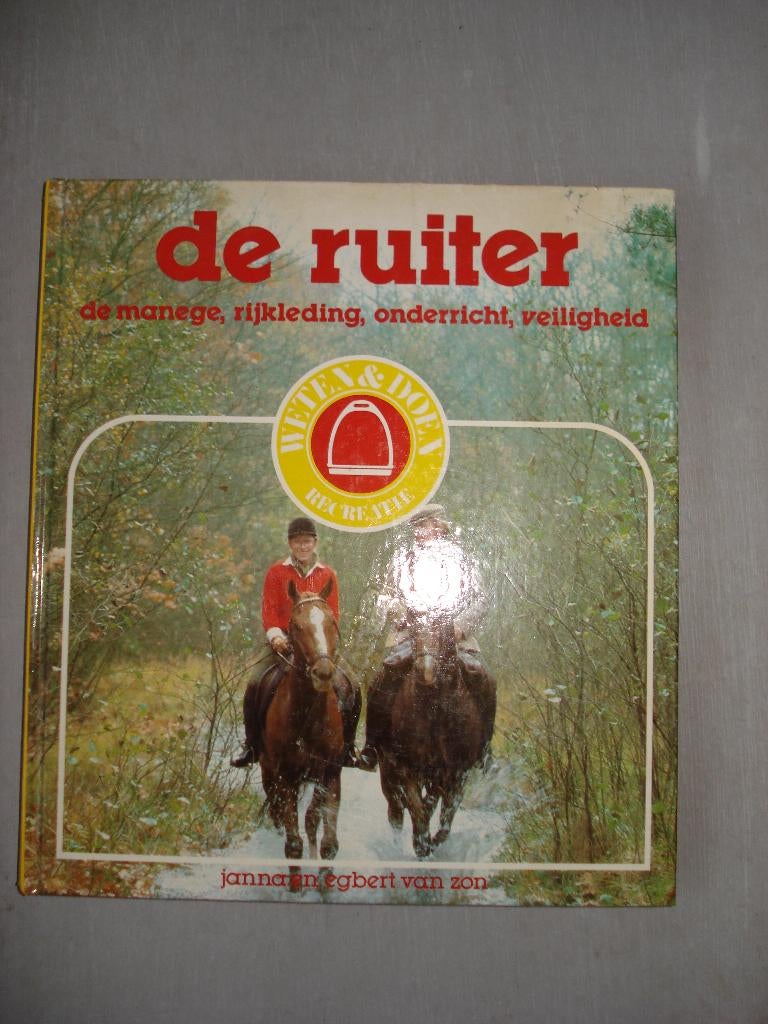 de ruiter
de manege, rijkleding, onderricht, veiligheid
WETEN & DOEN
RECREATIE
janna en egbert van zon